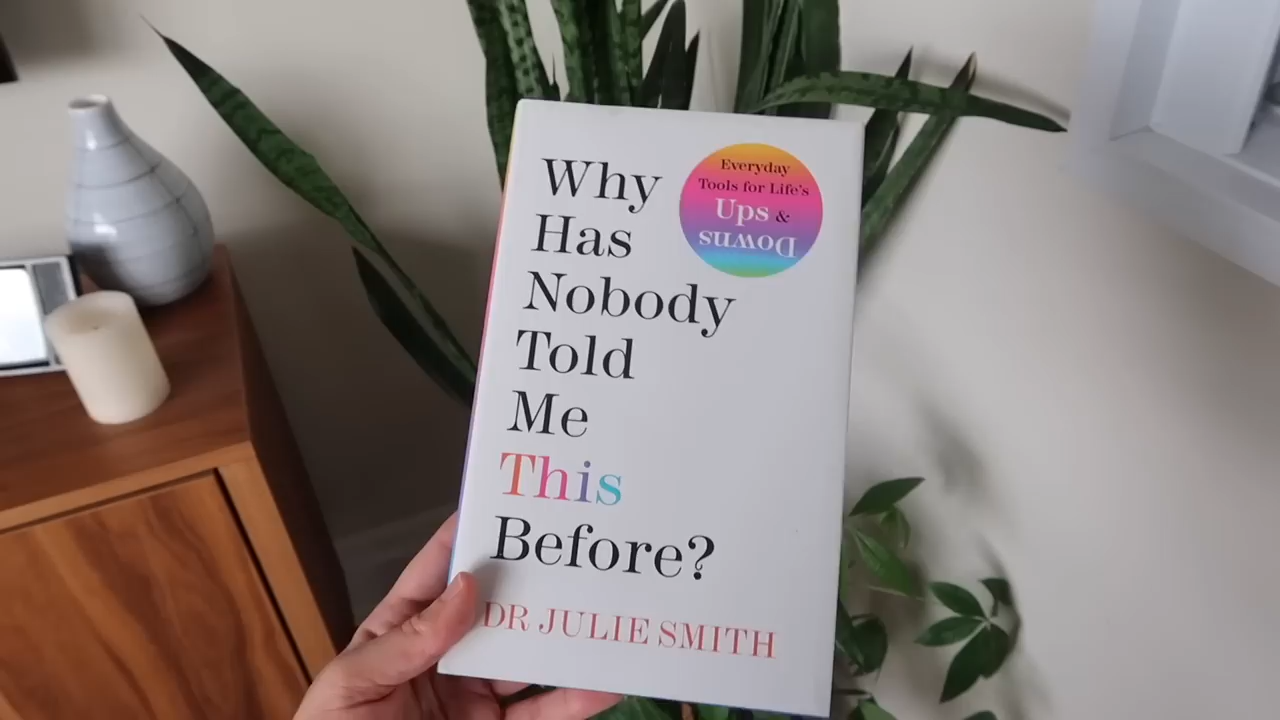 Why
Has
Nobody
Told
Me
This
Before?
Everyday
Tools for Life's
Ups &
Downs
DR JULIE SMITH